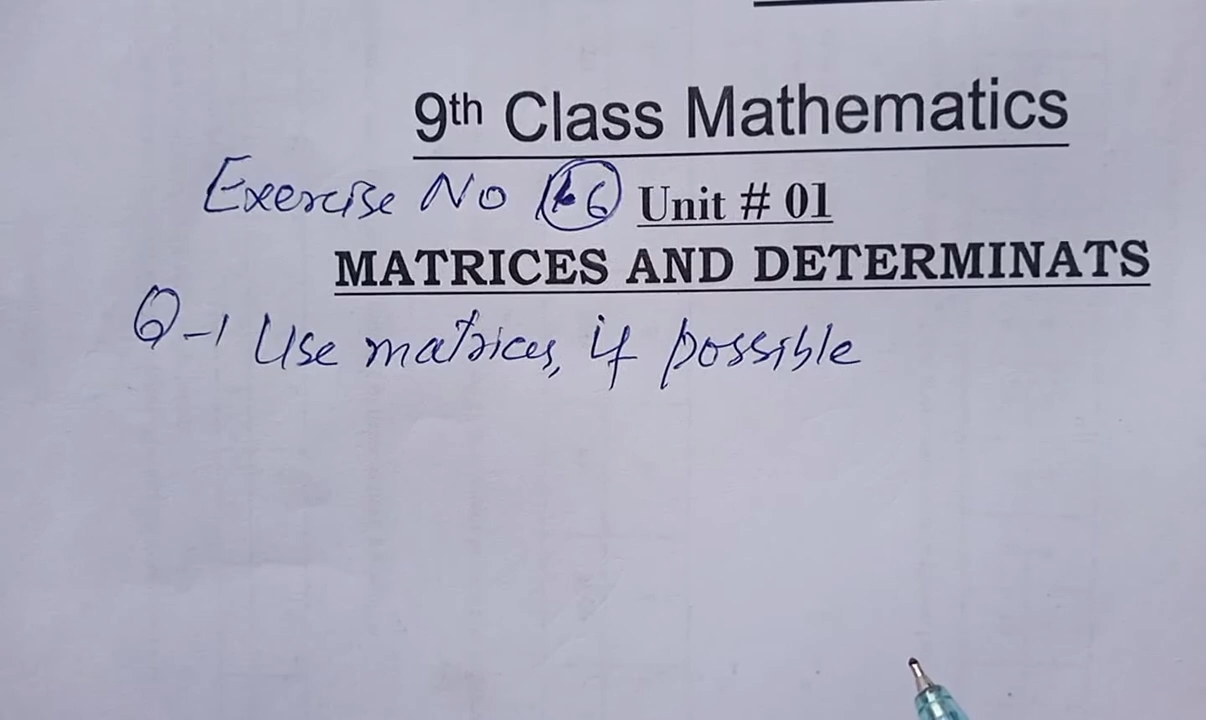 9th Class Mathematics
Exercise No 1.6 Unit # 01
MATRICES AND DETERMINATS
Q-1 Use matrices, if possible